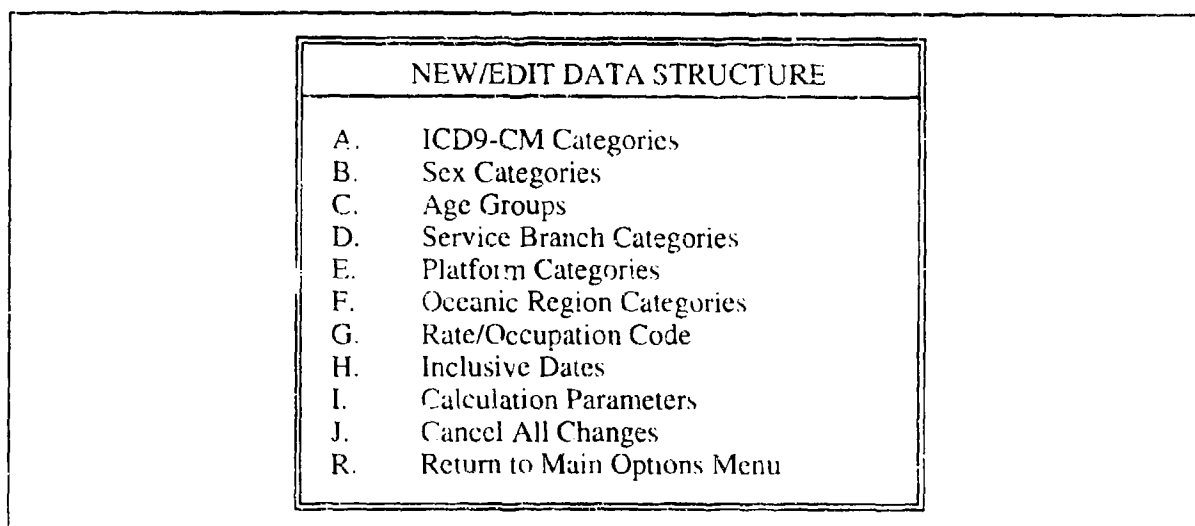 NEW/EDIT DATA STRUCTURE
A. ICD9-CM Categories
B. Sex Categories
C. Age Groups
D. Service Branch Categories
E. Platform Categories
F. Oceanic Region Categories
G. Rate/Occupation Code
H. Inclusive Dates
I. Calculation Parameters
J. Cancel All Changes
R. Return to Main Options Menu